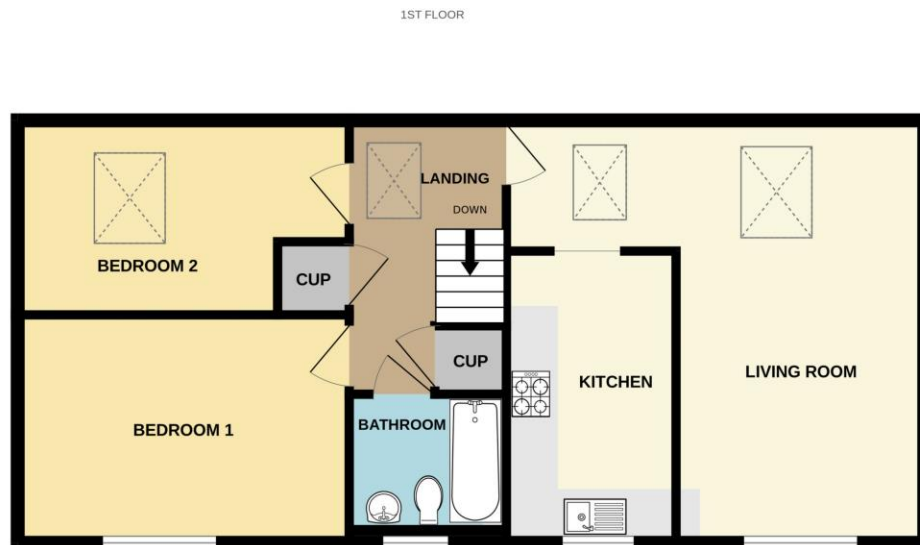 1ST FLOOR
LANDING
DOWN
BEDROOM 2
CUP
CUP
KITCHEN
LIVING ROOM
BEDROOM 1
BATHROOM